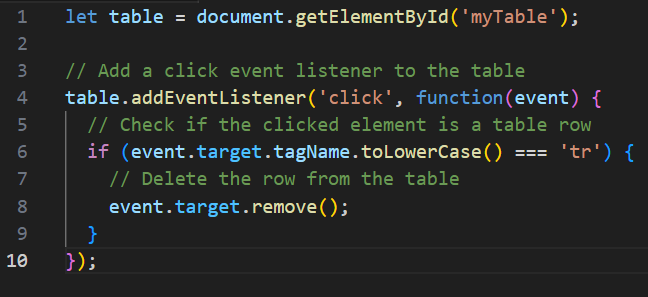 1 let table = document.getElementById('myTable');
2
3 // Add a click event listener to the table
4 table.addEventListener('click', function(event) {
5   // Check if the clicked element is a table row
6   if (event.target.tagName.toLowerCase() === 'tr') {
7     // Delete the row from the table
8     event.target.remove();
9   }
10 });